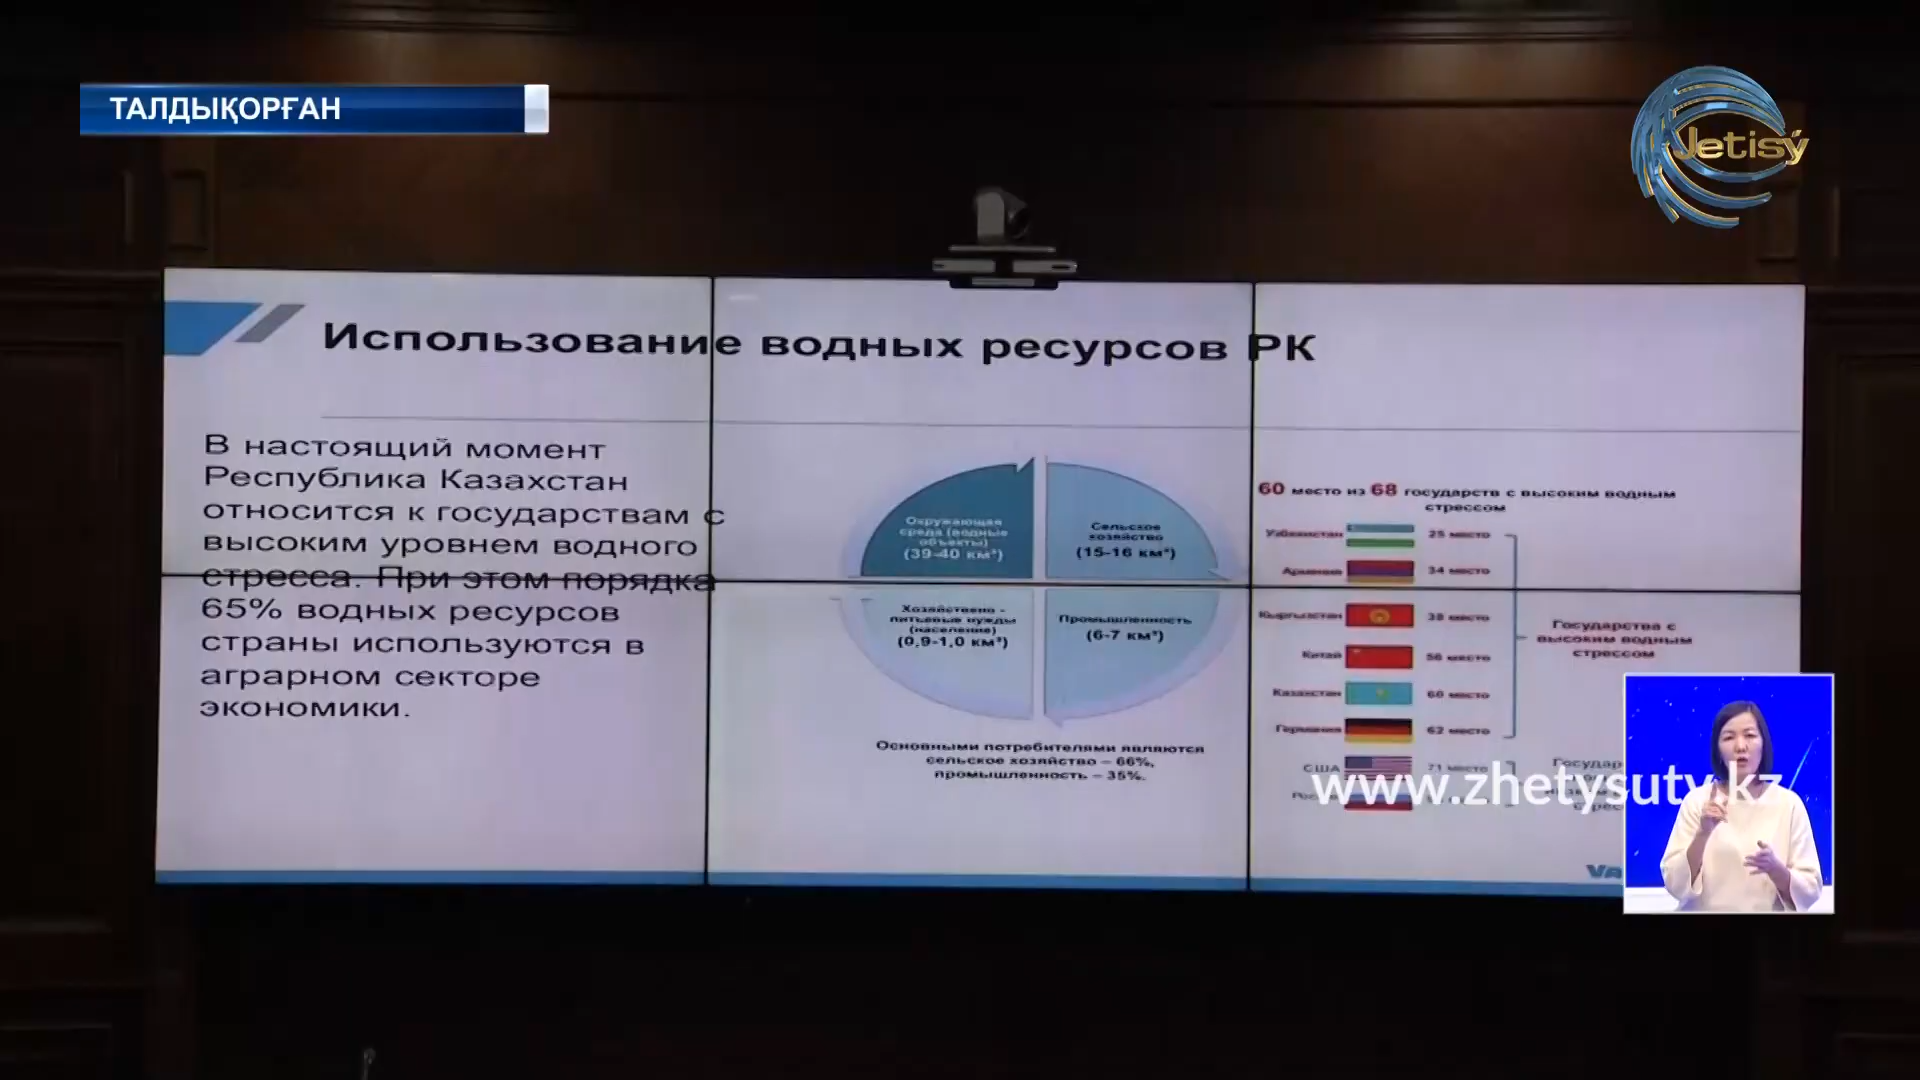 ТАЛДЫҚОРҒАН
Jetisý
Использование водных ресурсов РК
В настоящий момент
Республика Казахстан
относится к государствам с
высоким уровнем водного
стресса. При этом порядка
65% водных ресурсов
страны используются в
аграрном секторе
экономики.
Окружающая
среда (водные
объекты)
(39-40 км³)
Сельское
хозяйство
(15-16 км³)
Хозяйствено -
питьевые нужды
(население)
(0,9-1,0 км³)
Промышленность
(6-7 км³)
Основными потребителями являются
сельское хозяйство – 66%,
промышленность – 35%.
60 место из 68 государств с высоким водным
стрессом
Узбекистан 25 место
Армения 34 место
Кыргызстан 38 место
Китай 56 место
Казахстан 60 место
Германия 62 место
США 71 место
Государства с
высоким водным
стрессом
www.zhetysutv.kz